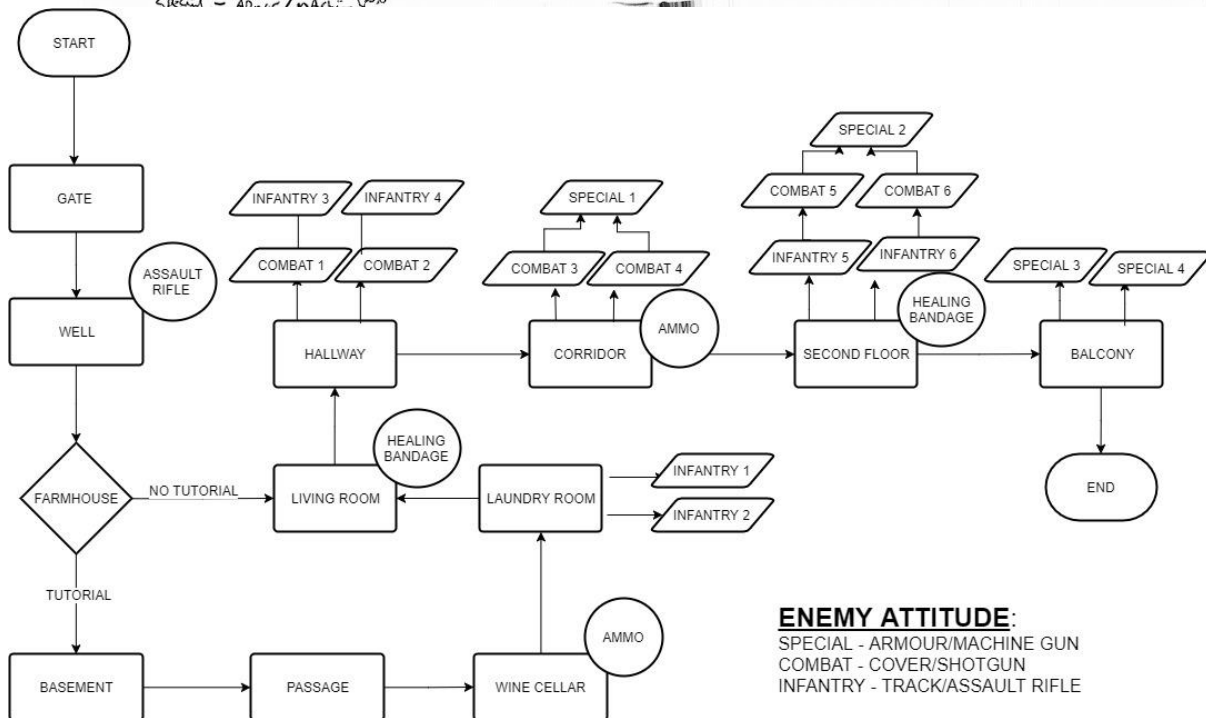 START
GATE
ASSAULT
RIFLE
WELL
FARMHOUSE
NO TUTORIAL
TUTORIAL
BASEMENT
PASSAGE
WINE CELLAR
AMMO
LAUNDRY ROOM
INFANTRY 1
INFANTRY 2
LIVING ROOM
HEALING
BANDAGE
HALLWAY
COMBAT 1
COMBAT 2
INFANTRY 3
INFANTRY 4
CORRIDOR
AMMO
COMBAT 3
COMBAT 4
SPECIAL 1
SECOND FLOOR
HEALING
BANDAGE
INFANTRY 5
INFANTRY 6
COMBAT 5
COMBAT 6
SPECIAL 2
BALCONY
SPECIAL 3
SPECIAL 4
END
ENEMY ATTITUDE:
SPECIAL - ARMOUR/MACHINE GUN
COMBAT - COVER/SHOTGUN
INFANTRY - TRACK/ASSAULT RIFLE